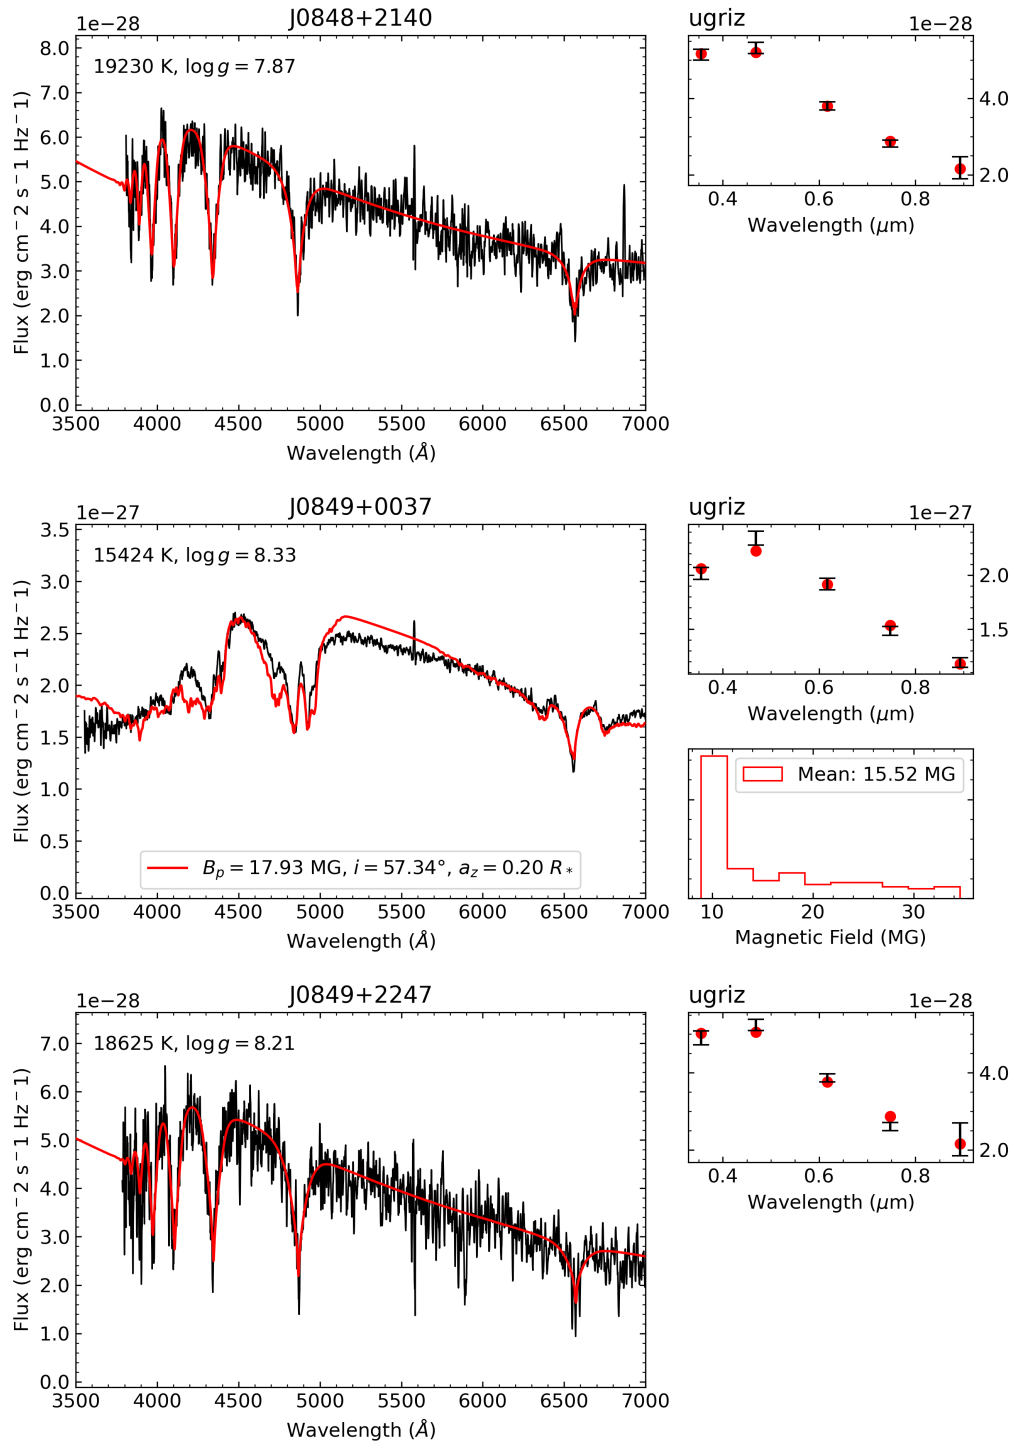 J0848+2140
1e−28
19230 K, log g = 7.87
8.0
7.0
6.0
5.0
4.0
3.0
2.0
1.0
0.0
Flux (erg cm−2 s−1 Hz−1)
3500 4000 4500 5000 5500 6000 6500 7000
Wavelength (Å)
ugriz
1e−28
4.0
2.0
0.4 0.6 0.8
Wavelength (μm)
J0849+0037
1e−27
15424 K, log g = 8.33
3.5
3.0
2.5
2.0
1.5
1.0
0.5
0.0
Flux (erg cm−2 s−1 Hz−1)
B_p = 17.93 MG, i = 57.34°, a_z = 0.20 R_*
3500 4000 4500 5000 5500 6000 6500 7000
Wavelength (Å)
ugriz
1e−27
2.0
1.5
0.4 0.6 0.8
Wavelength (μm)
Mean: 15.52 MG
10 20 30
Magnetic Field (MG)
J0849+2247
1e−28
18625 K, log g = 8.21
7.0
6.0
5.0
4.0
3.0
2.0
1.0
0.0
Flux (erg cm−2 s−1 Hz−1)
3500 4000 4500 5000 5500 6000 6500 7000
Wavelength (Å)
ugriz
1e−28
4.0
2.0
0.4 0.6 0.8
Wavelength (μm)